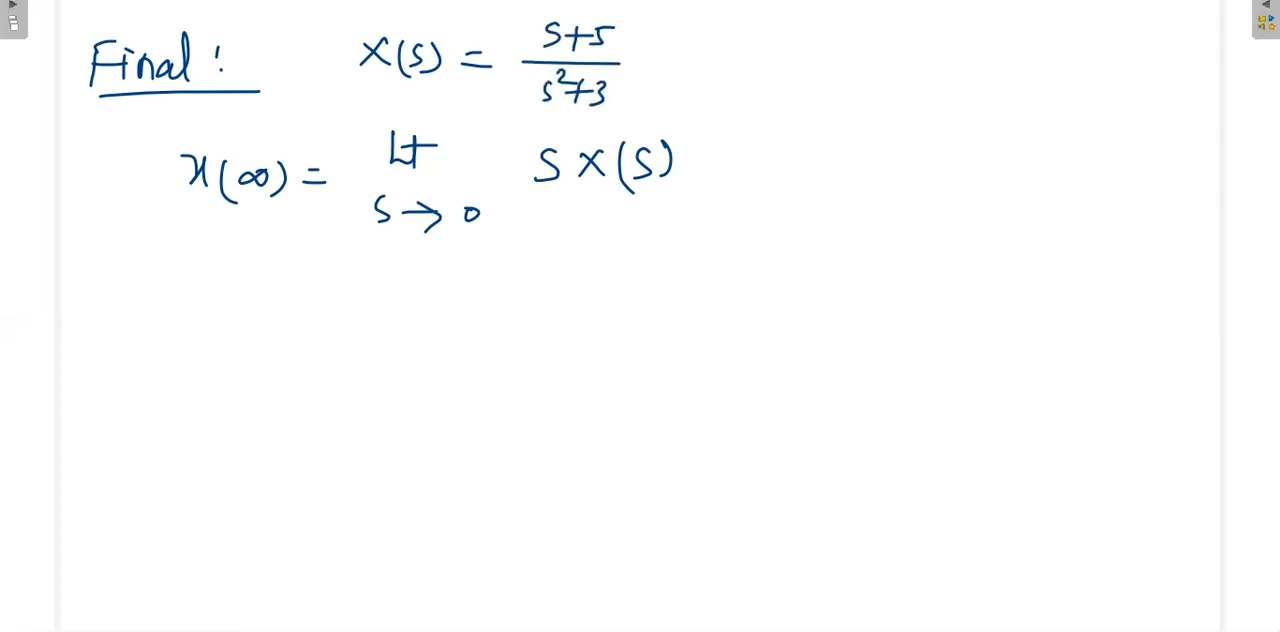 Final: X(s) = s+5 / s²+3
x(∞) = Lt s→0 S X(S)